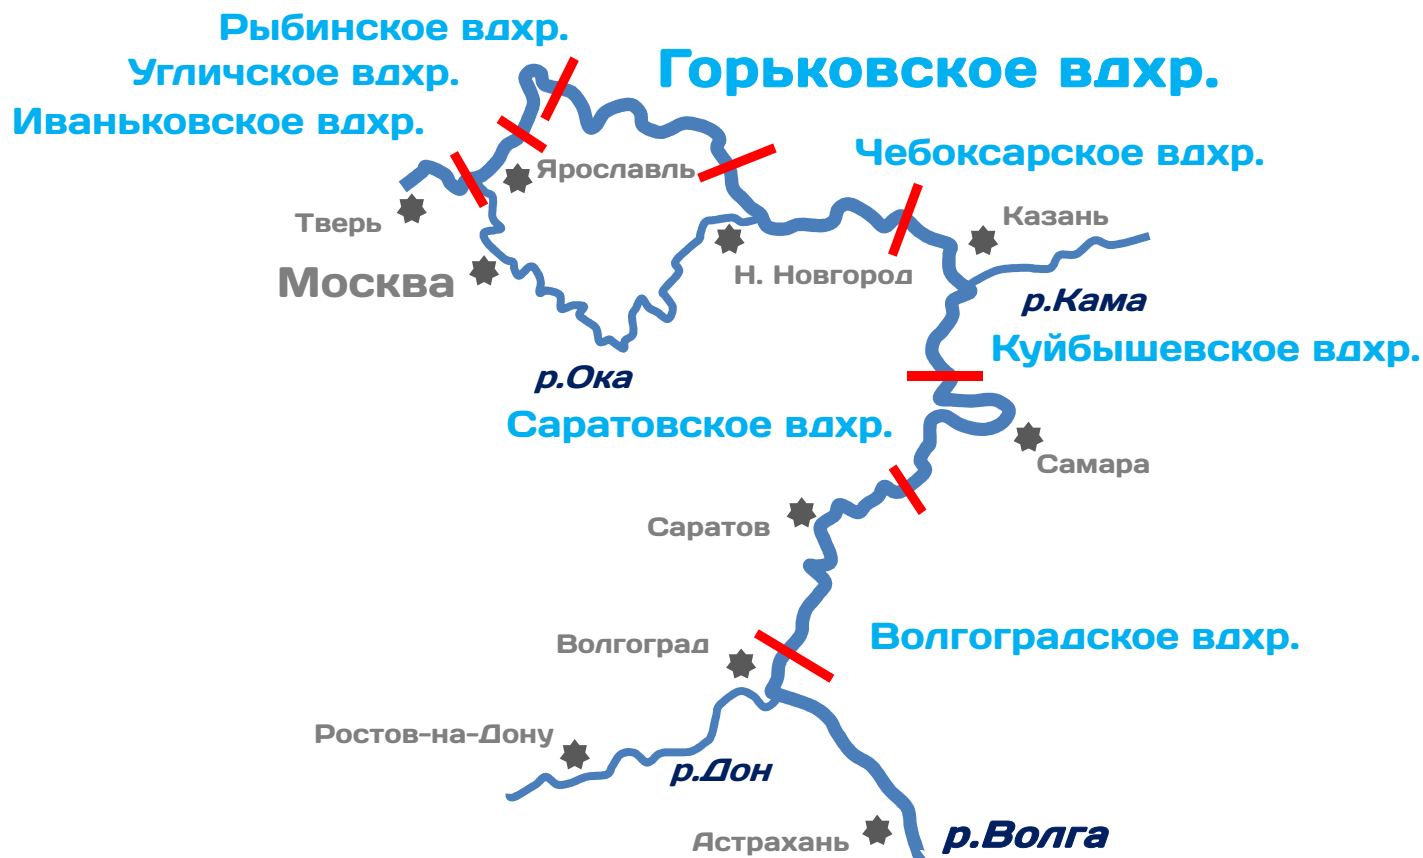 Рыбинское вдхр.
Угличское вдхр.
Горьковское вдхр.
Иваньковское вдхр.
Чебоксарское вдхр.
Ярославль
Тверь
Казань
Москва
Н. Новгород
р.Кама
Куйбышевское вдхр.
р.Ока
Саратовское вдхр.
Самара
Саратов
Волгоградское вдхр.
Волгоград
Ростов-на-Дону
р.Дон
р.Волга
Астрахань